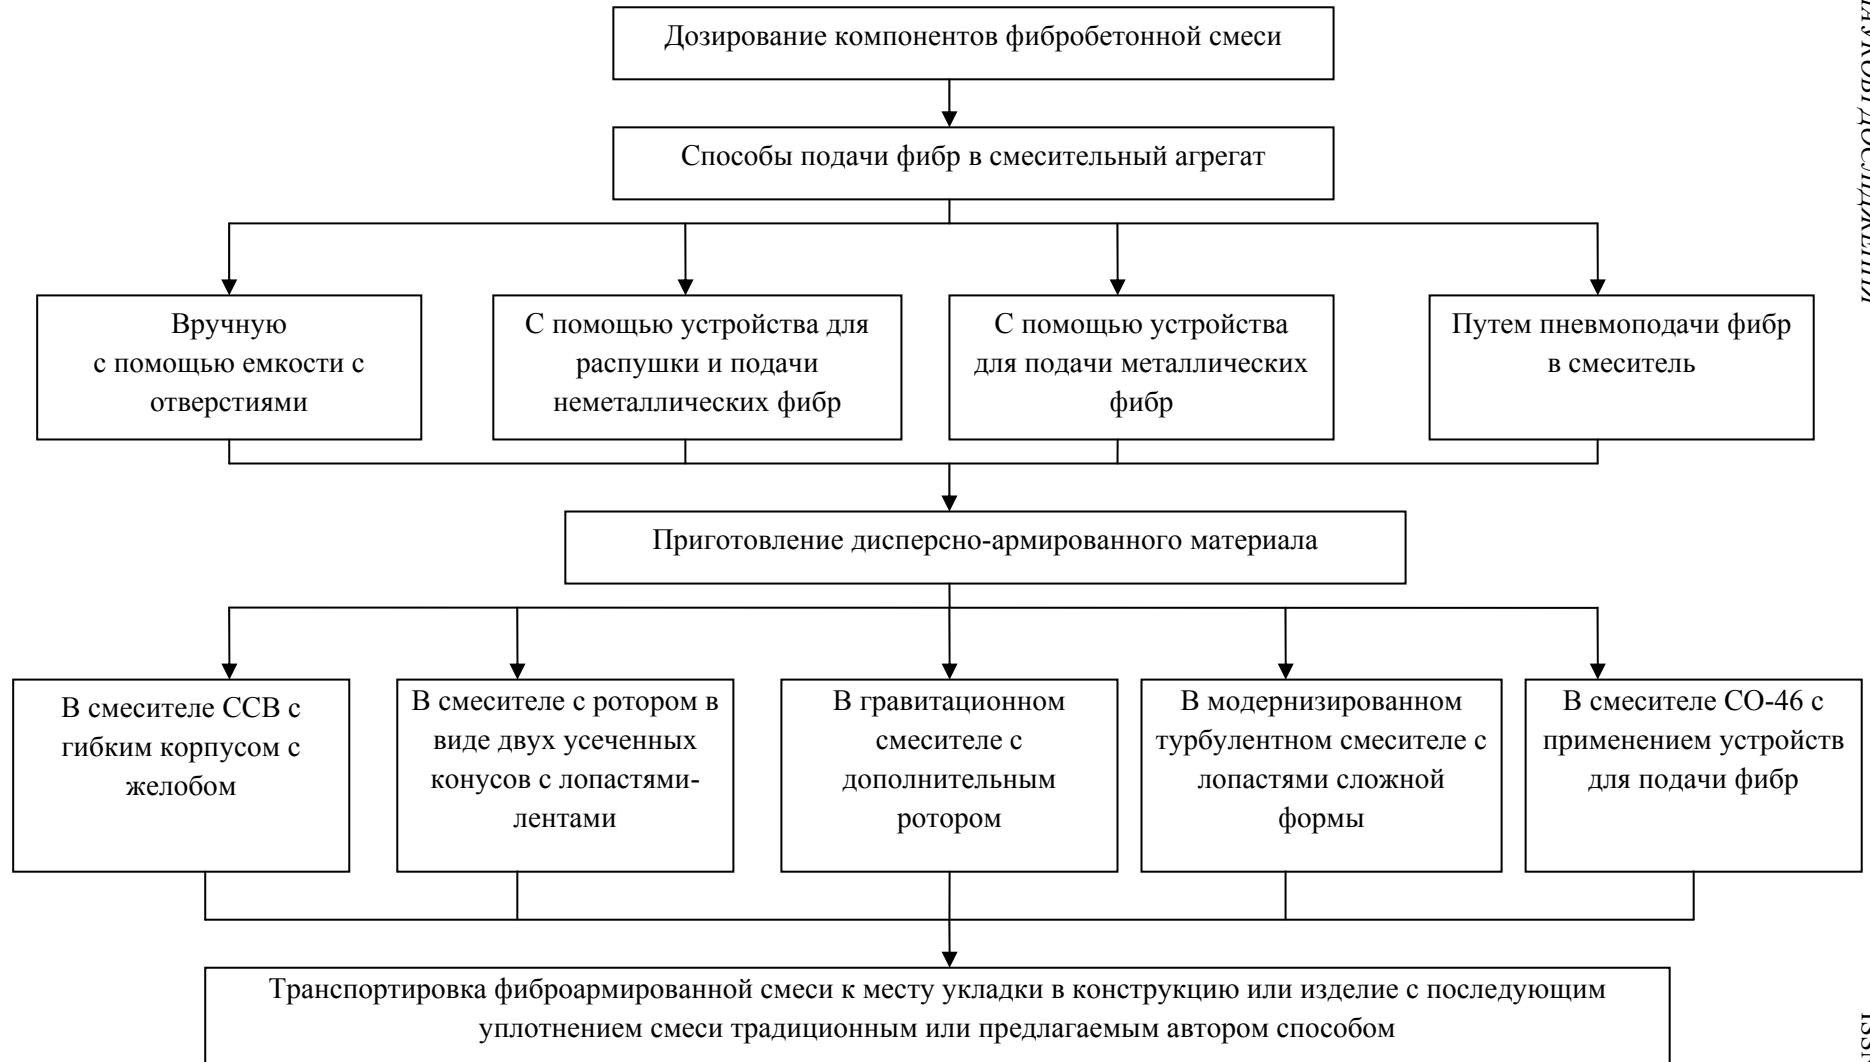 Дозирование компонентов фибробетонной смеси
Способы подачи фибр в смесительный агрегат
Вручную
с помощью емкости с
отверстиями
С помощью устройства для
распушки и подачи
неметаллических фибр
С помощью устройства
для подачи металлических
фибр
Путем пневмоподачи фибр
в смеситель
Приготовление дисперсно-армированного материала
В смесителе ССВ с
гибким корпусом с
желобом
В смесителе с ротором в
виде двух усеченных
конусов с лопастями-
лентами
В гравитационном
смесителе с
дополнительным
ротором
В модернизированном
турбулентном смесителе с
лопастями сложной
формы
В смесителе СО-46 с
применением устройств
для подачи фибр
Транспортировка фиброармированной смеси к месту укладки в конструкцию или изделие с последующим
уплотнением смеси традиционным или предлагаемым автором способом